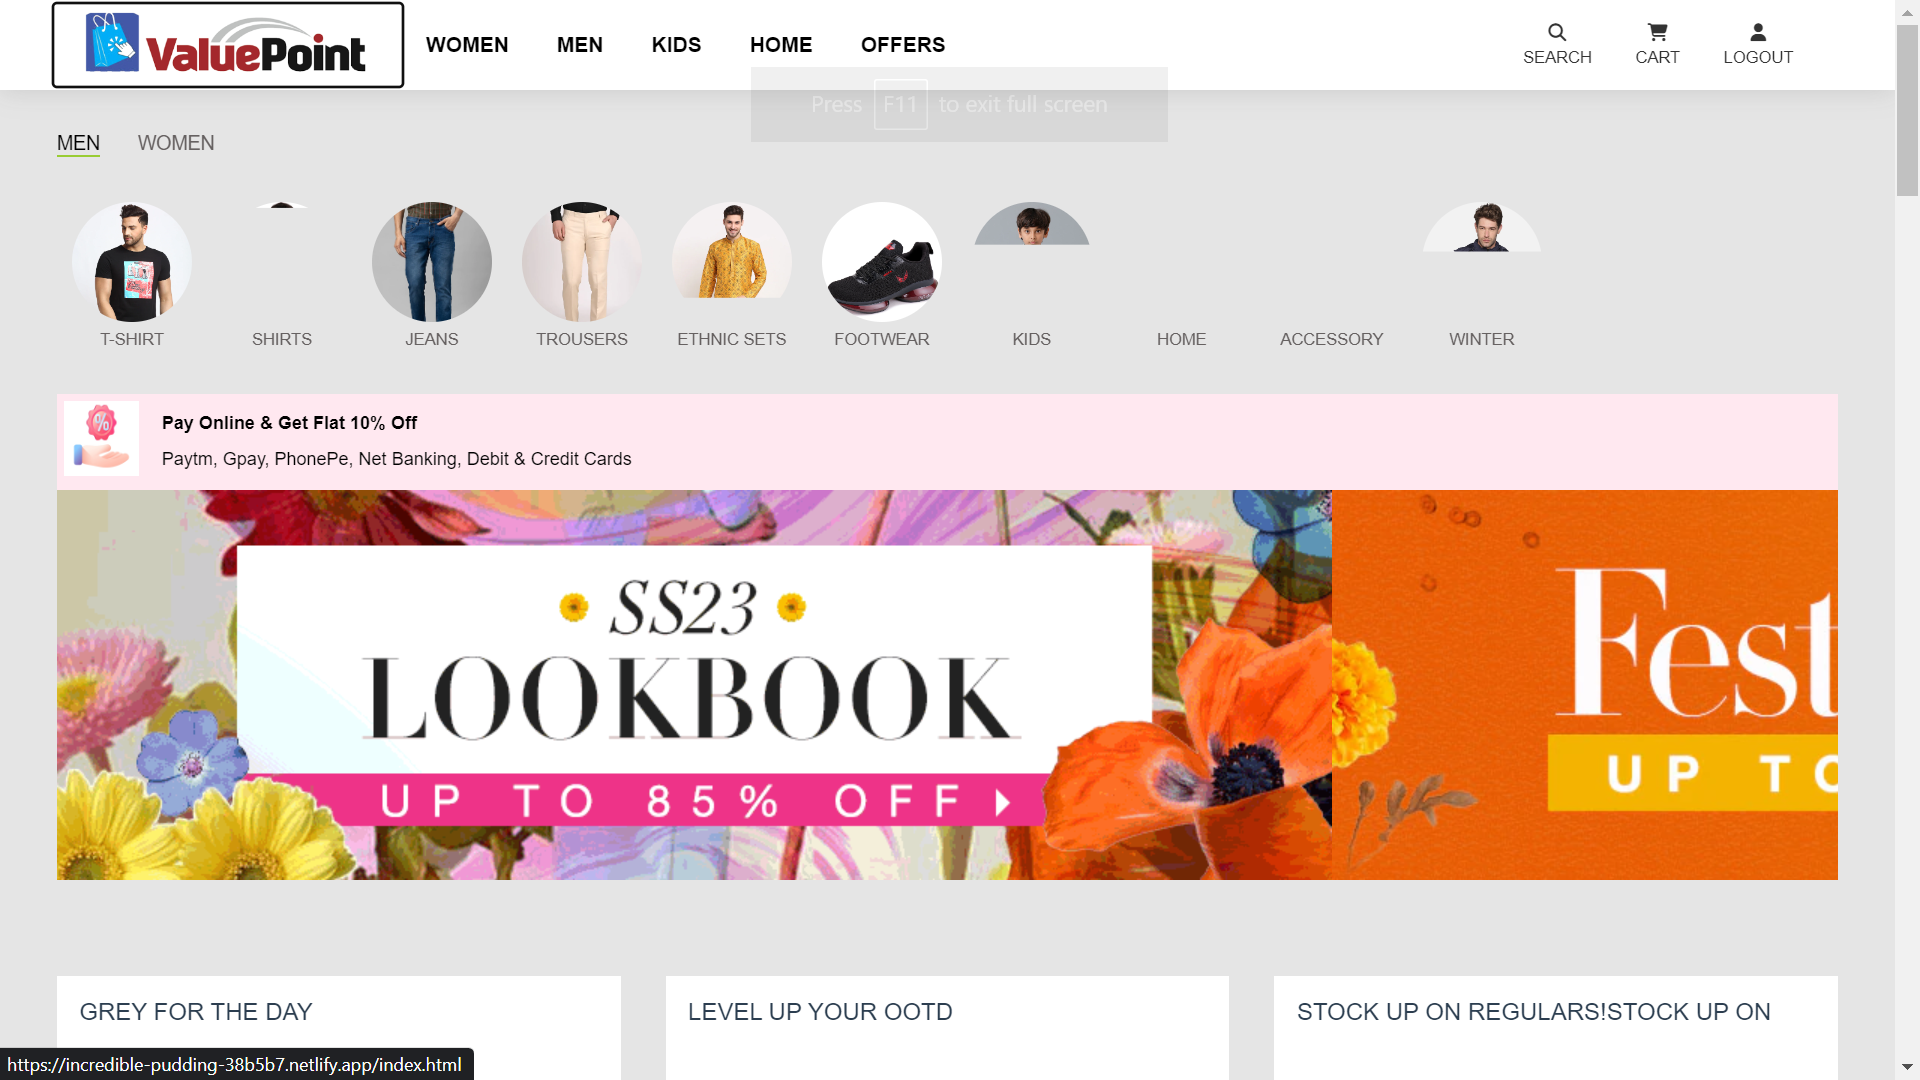 ValuePoint
WOMEN MEN KIDS HOME OFFERS
SEARCH CART LOGOUT
Press F11 to exit full screen
MEN WOMEN
T-SHIRT SHIRTS JEANS TROUSERS ETHNIC SETS FOOTWEAR KIDS HOME ACCESSORY WINTER
%
Pay Online & Get Flat 10% Off
Paytm, Gpay, PhonePe, Net Banking, Debit & Credit Cards
SS23
LOOKBOOK
UP TO 85% OFF
Fest
UP TO
GREY FOR THE DAY
LEVEL UP YOUR OOTD
STOCK UP ON REGULARS!STOCK UP ON
https://incredible-pudding-38b5b7.netlify.app/index.html